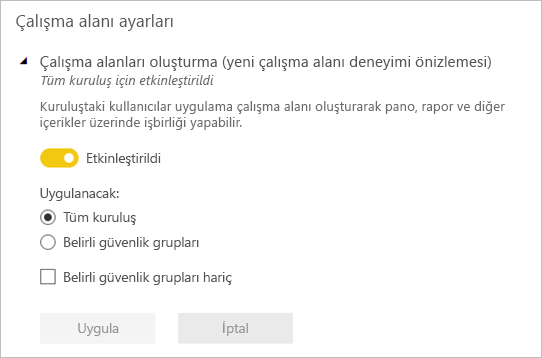 Çalışma alanı ayarları
Çalışma alanları oluşturma (yeni çalışma alanı deneyimi önizlemesi)
Tüm kuruluş için etkinleştirildi
Kuruluştaki kullanıcılar uygulama çalışma alanı oluşturarak pano, rapor ve diğer
içerikler üzerinde işbirliği yapabilir.
Etkinleştirildi
Uygulanacak:
Tüm kuruluş
Belirli güvenlik grupları
Belirli güvenlik grupları hariç
Uygula
İptal